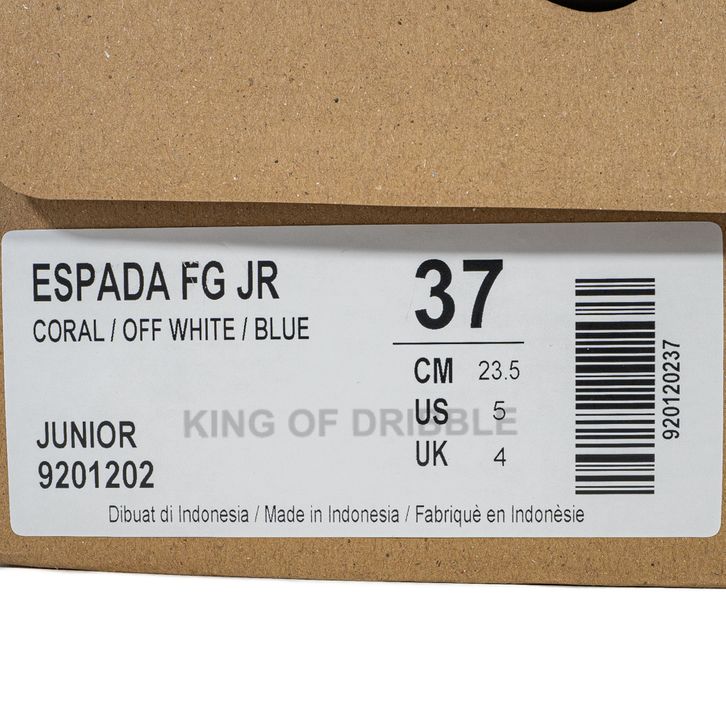 ESPADA FG JR
CORAL / OFF WHITE / BLUE
JUNIOR
9201202
37
CM 23.5
US 5
UK 4
KING OF DRIBBLE
920120237
Dibuat di Indonesia / Made in Indonesia / Fabriquè en Indonèsie